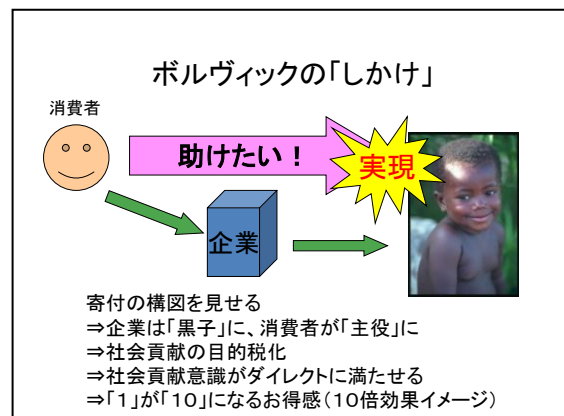 ボルヴィックの「しかけ」
消費者
助けたい！
実現
企業
寄付の構図を見せる
⇒企業は「黒子」に、消費者が「主役」に
⇒社会貢献の目的税化
⇒社会貢献意識がダイレクトに満たせる
⇒「1」が「10」になるお得感（10倍効果イメージ）